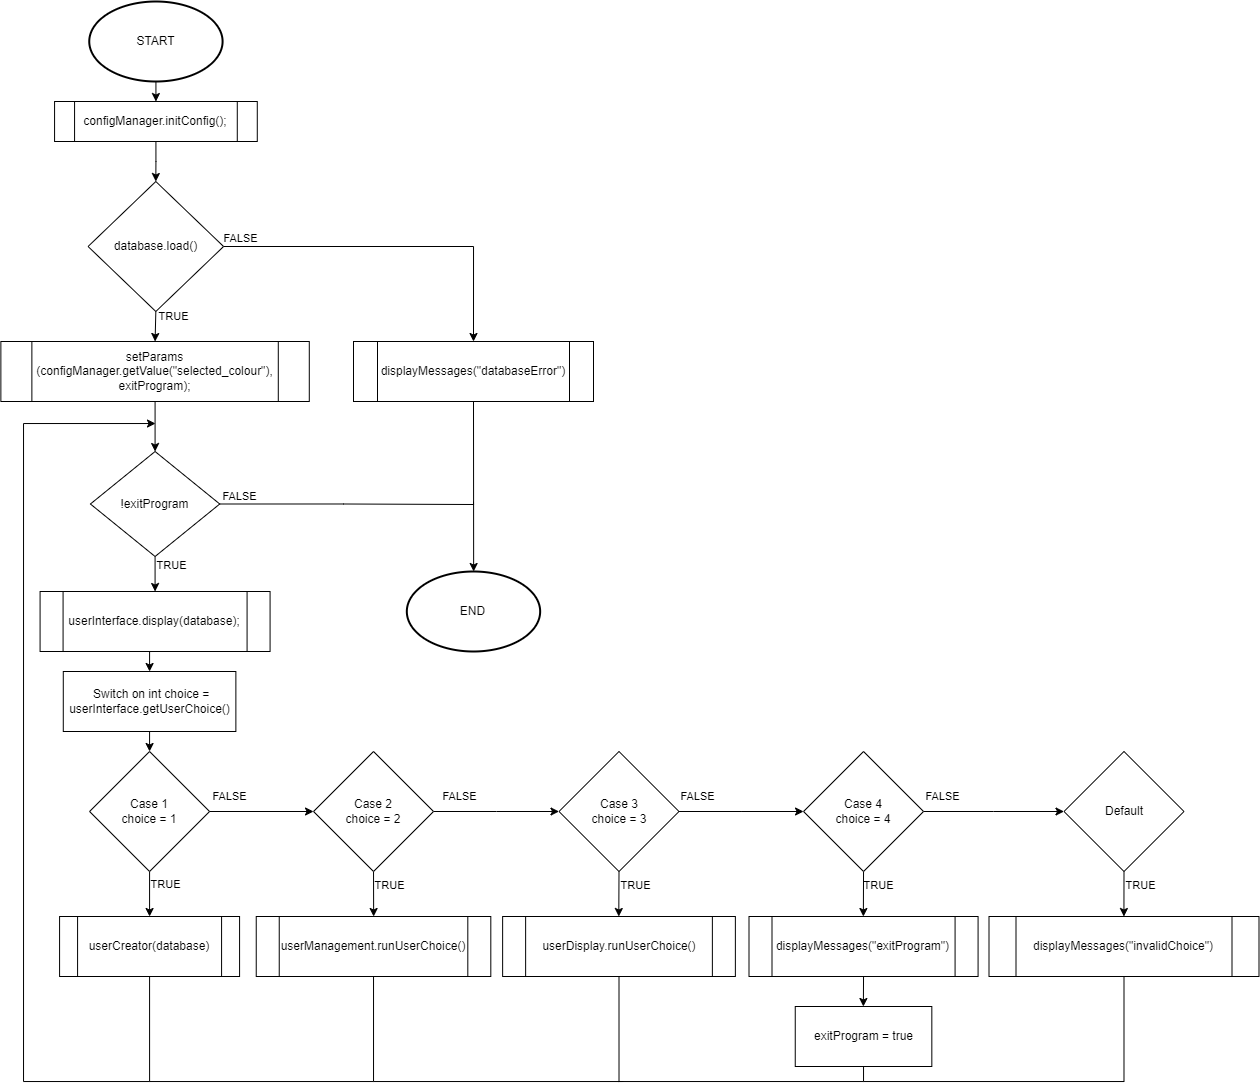 START
configManager.initConfig();
database.load()
FALSE
TRUE
setParams
(configManager.getValue("selected_colour"),
exitProgram);
displayMessages("databaseError")
!exitProgram
FALSE
TRUE
userInterface.display(database);
END
Switch on int choice =
userInterface.getUserChoice()
Case 1
choice = 1
FALSE
Case 2
choice = 2
FALSE
Case 3
choice = 3
FALSE
Case 4
choice = 4
FALSE
Default
TRUE
TRUE
TRUE
TRUE
TRUE
userCreator(database)
userManagement.runUserChoice()
userDisplay.runUserChoice()
displayMessages("exitProgram")
displayMessages("invalidChoice")
exitProgram = true